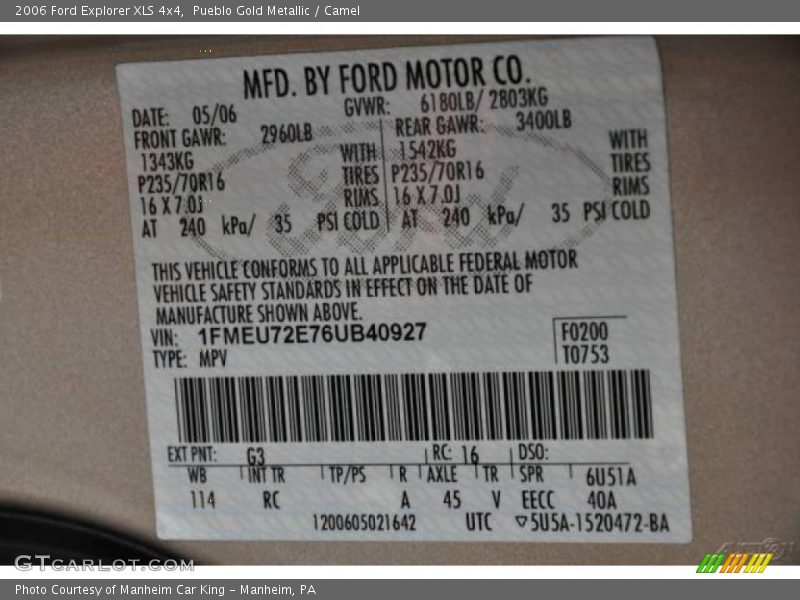 2006 Ford Explorer XLS 4x4, Pueblo Gold Metallic / Camel
MFD. BY FORD MOTOR CO.
DATE: 05/06 GVWR: 6180LB/ 2803KG
FRONT GAWR: 2960LB REAR GAWR: 3400LB
1343KG WITH 1542KG WITH
P235/70R16 TIRES P235/70R16 TIRES
16 X 7.0J RIMS 16 X 7.0J RIMS
AT 240 kPa/ 35 PSI COLD AT 240 kPa/ 35 PSI COLD
THIS VEHICLE CONFORMS TO ALL APPLICABLE FEDERAL MOTOR
VEHICLE SAFETY STANDARDS IN EFFECT ON THE DATE OF
MANUFACTURE SHOWN ABOVE.
VIN: 1FMEU72E76UB40927 F0200
TYPE: MPV T0753
EXT PNT: G3 RC: 16 DSO:
WB INT TR TP/PS R AXLE TR SPR 6U51A
114 RC A 45 V EECC 40A
1200605021642 UTC ▽5U5A-1520472-BA
GTCARLOT.COM
Photo Courtesy of Manheim Car King - Manheim, PA